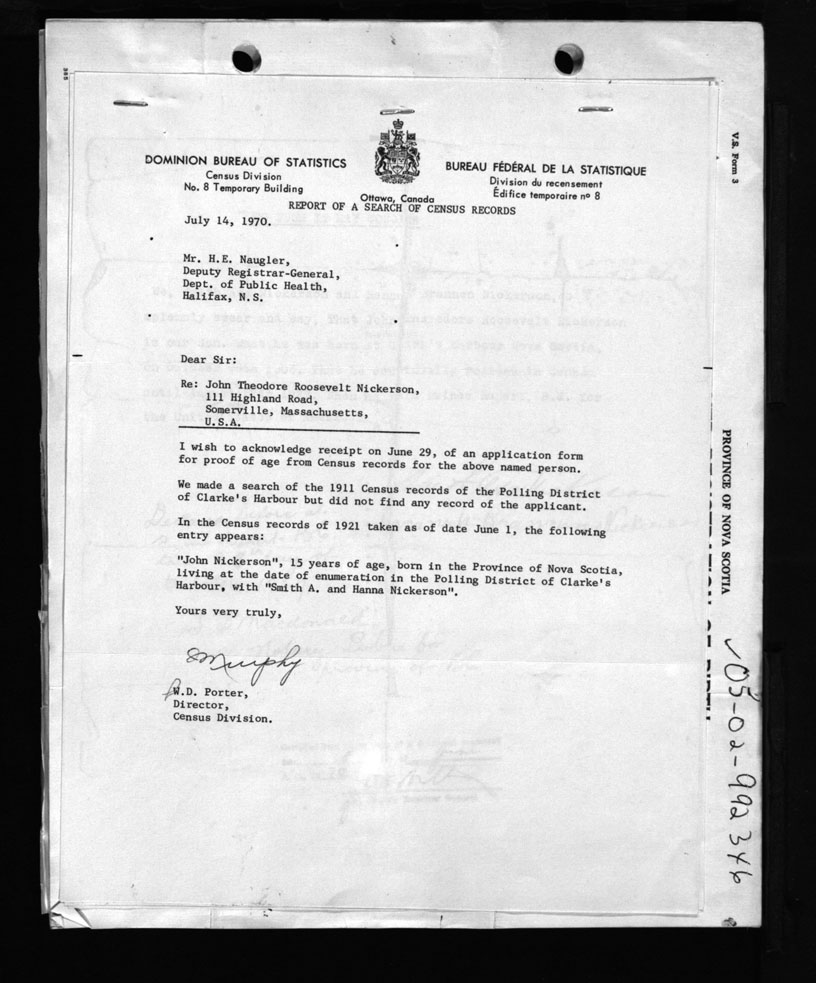 DOMINION BUREAU OF STATISTICS
Census Division
No. 8 Temporary Building
BUREAU FÉDÉRAL DE LA STATISTIQUE
Division du recensement
Édifice temporaire nº 8
Ottawa, Canada
REPORT OF A SEARCH OF CENSUS RECORDS
July 14, 1970.
Mr. H.E. Naugler,
Deputy Registrar-General,
Dept. of Public Health,
Halifax, N.S.
Dear Sir:
Re: John Theodore Roosevelt Nickerson,
111 Highland Road,
Somerville, Massachusetts,
U.S.A.
I wish to acknowledge receipt on June 29, of an application form
for proof of age from Census records for the above named person.
We made a search of the 1911 Census records of the Polling District
of Clarke's Harbour but did not find any record of the applicant.
In the Census records of 1921 taken as of date June 1, the following
entry appears:
"John Nickerson", 15 years of age, born in the Province of Nova Scotia,
living at the date of enumeration in the Polling District of Clarke's
Harbour, with "Smith A. and Hanna Nickerson".
Yours very truly,
Murphy
W.D. Porter,
Director,
Census Division.
V.S. Form 3
PROVINCE OF NOVA SCOTIA
05-02-992346